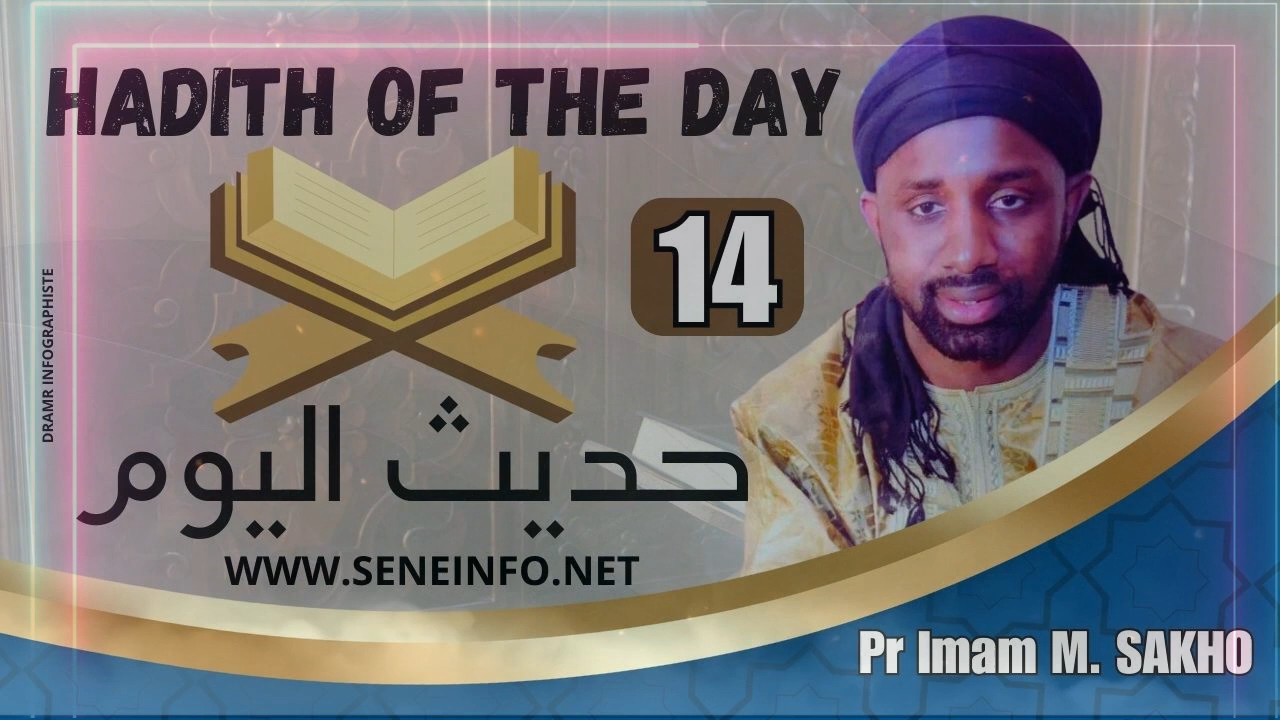 HADITH OF THE DAY
14
DRAMR INFOGRAPHISTE
حديث اليوم
WWW.SENEINFO.NET
Pr Imam M. SAKHO